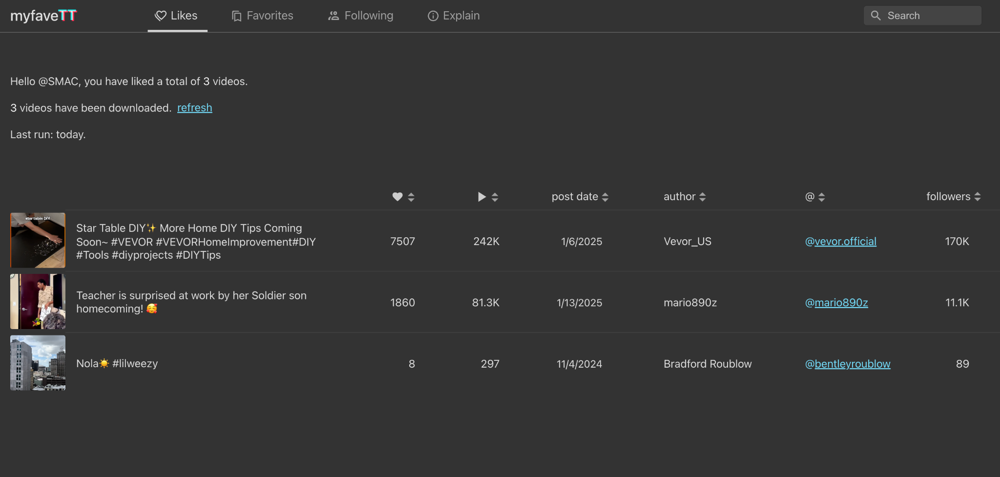 myfaveTT
Likes
Favorites
Following
Explain
Search
Hello @SMAC, you have liked a total of 3 videos.
3 videos have been downloaded. refresh
Last run: today.
post date
author
@
followers
star table DIY
Star Table DIY✨ More Home DIY Tips Coming
Soon~ #VEVOR #VEVORHomeImprovement#DIY
#Tools #diyprojects #DIYTips
7507
242K
1/6/2025
Vevor_US
@vevor.official
170K
Teacher is surprised at work by her Soldier son
homecoming! 🥰
1860
81.3K
1/13/2025
mario890z
@mario890z
11.1K
Nola☀️ #lilweezy
8
297
11/4/2024
Bradford Roublow
@bentleyroublow
89